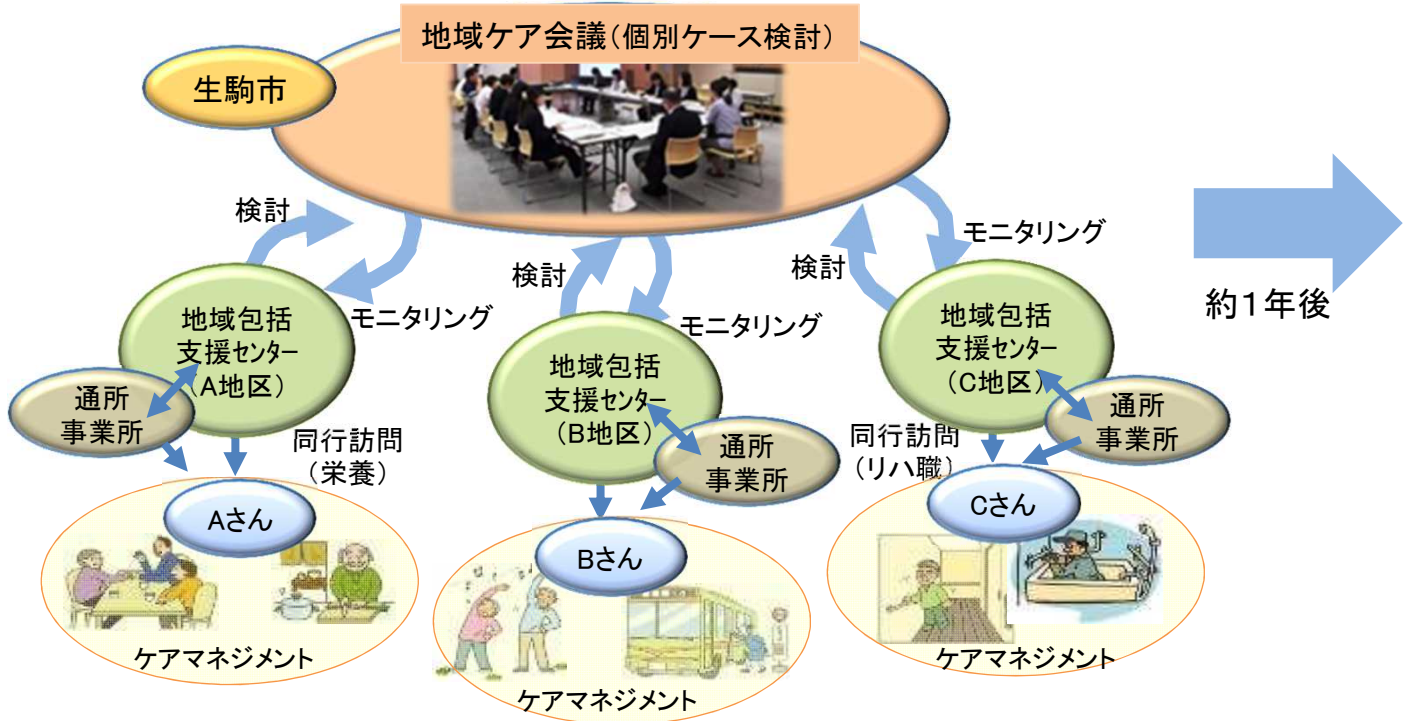 地域ケア会議（個別ケース検討）
生駒市
検討
モニタリング
検討
モニタリング
検討
モニタリング
約１年後
地域包括
支援センター
（A地区）
通所
事業所
同行訪問
（栄養）
Aさん
ケアマネジメント
地域包括
支援センター
（B地区）
通所
事業所
Bさん
ケアマネジメント
地域包括
支援センター
（C地区）
通所
事業所
同行訪問
（リハ職）
Cさん
ケアマネジメント